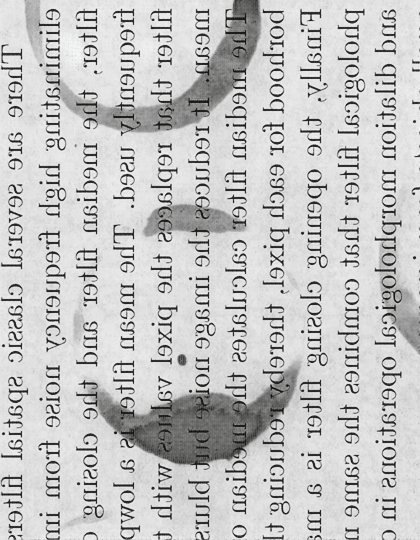 There are several classic spatial filters
eliminating high frequency noise from im
filter, the median filter and the closing o
frequently used. The mean filter is a lowp
filter that replaces the pixel values with t
mean. It reduces the image noise but blurs
The median filter calculates the median o
borhood for each pixel, thereby reducing t
Finally, the opening closing filter is a ma
phological filter that combines the same n
and dilation morphological operations in c